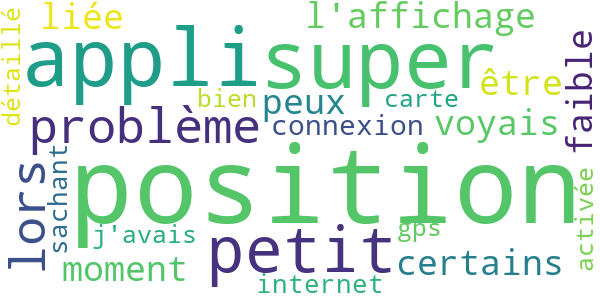 détaillé
liée
l'affichage
appli
super
faible
être
bien
peux
carte
problème
connexion
voyais
lors
sachant
position
activée
j'avais
petit
gps
moment
certains
internet